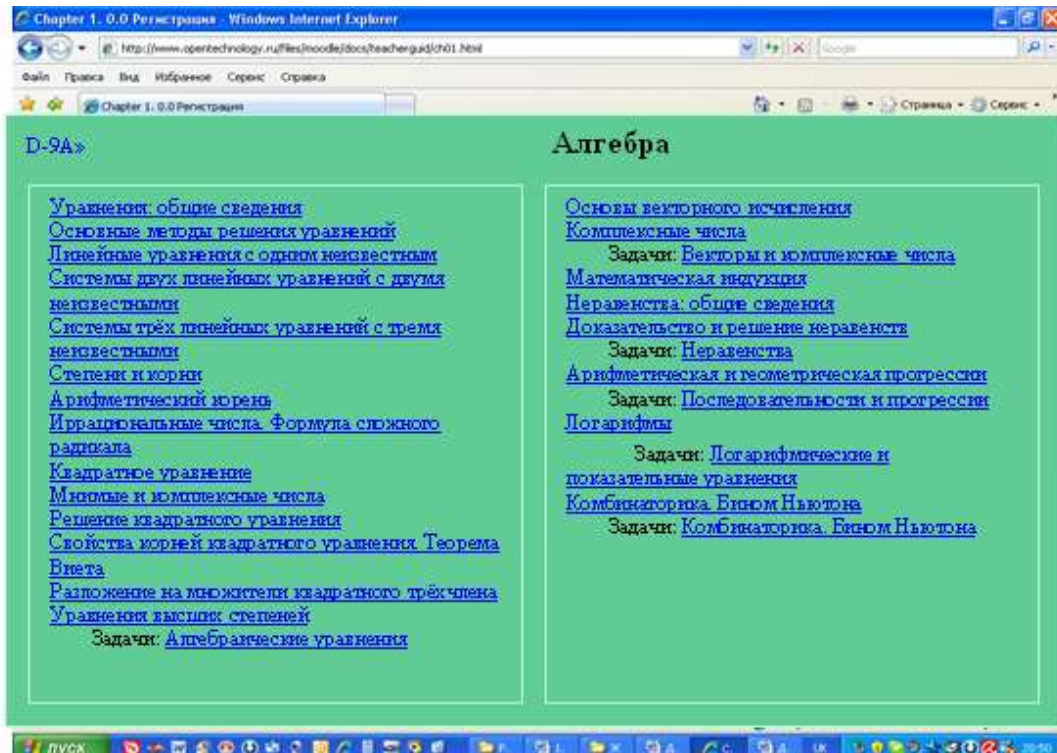 Chapter 1. 0.0 Регистрация - Windows Internet Explorer
http://www.opentechnology.ru/files/moodle/docs/teacherguid/ch01.html
Google
Файл Правка Вид Избранное Сервис Справка
Chapter 1. 0.0 Регистрация
Страница Сервис
D-9A»
Алгебра
Уравнения: общие сведения
Основные методы решения уравнений
Линейные уравнения с одним неизвестным
Системы двух линейных уравнений с двумя
неизвестными
Системы трёх линейных уравнений с тремя
неизвестными
Степени и корни
Арифметический корень
Иррациональные числа. Формула сложного
радикала
Квадратное уравнение
Мнимые и комплексные числа
Решение квадратного уравнения
Свойства корней квадратного уравнения. Теорема
Виета
Разложение на множители квадратного трёхчлена
Уравнения высших степеней
Задачи: Алгебраические уравнения
Основы векторного исчисления
Комплексные числа
Задачи: Векторы и комплексные числа
Математическая индукция
Неравенства: общие сведения
Доказательство и решение неравенств
Задачи: Неравенства
Арифметическая и геометрическая прогрессии
Задачи: Последовательности и прогрессии
Логарифмы
Задачи: Логарифмические и
показательные уравнения
Комбинаторика. Бином Ньютона
Задачи: Комбинаторика. Бином Ньютона
пуск
UK